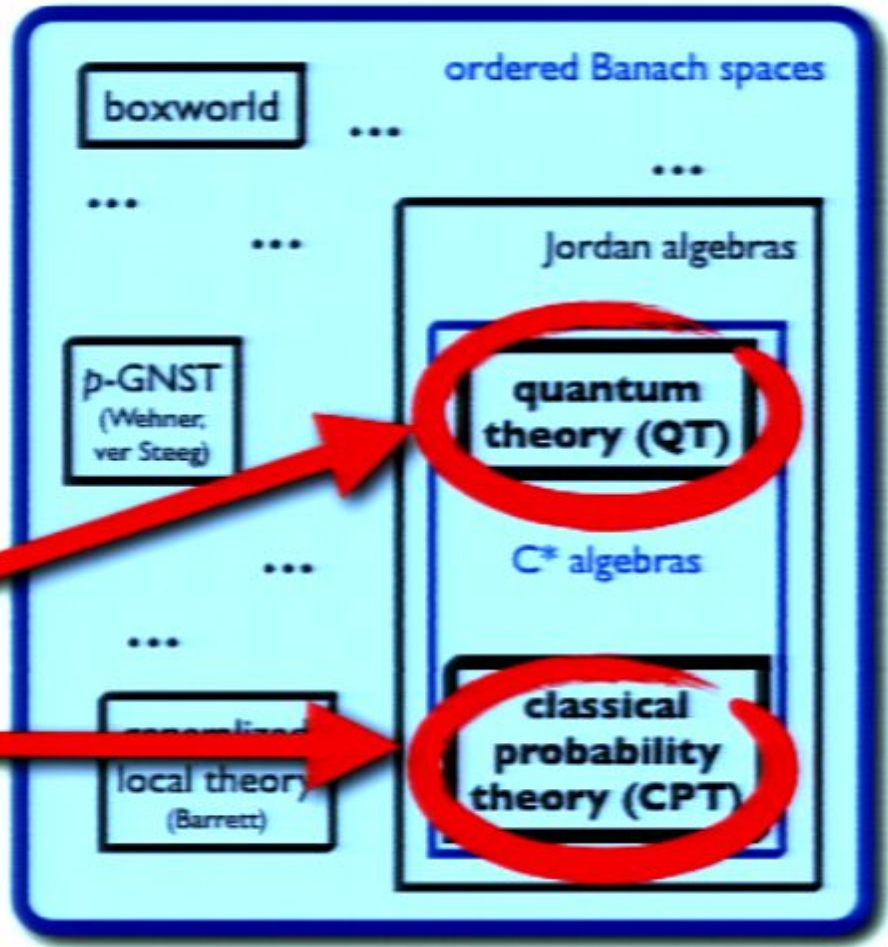 boxworld
ordered Banach spaces
...
...
...
...
Jordan algebras
p-GNST
(Wehner,
ver Steeg)
quantum
theory (QT)
...
C* algebras
...
generalized
local theory
(Barrett)
classical
probability
theory (CPT)